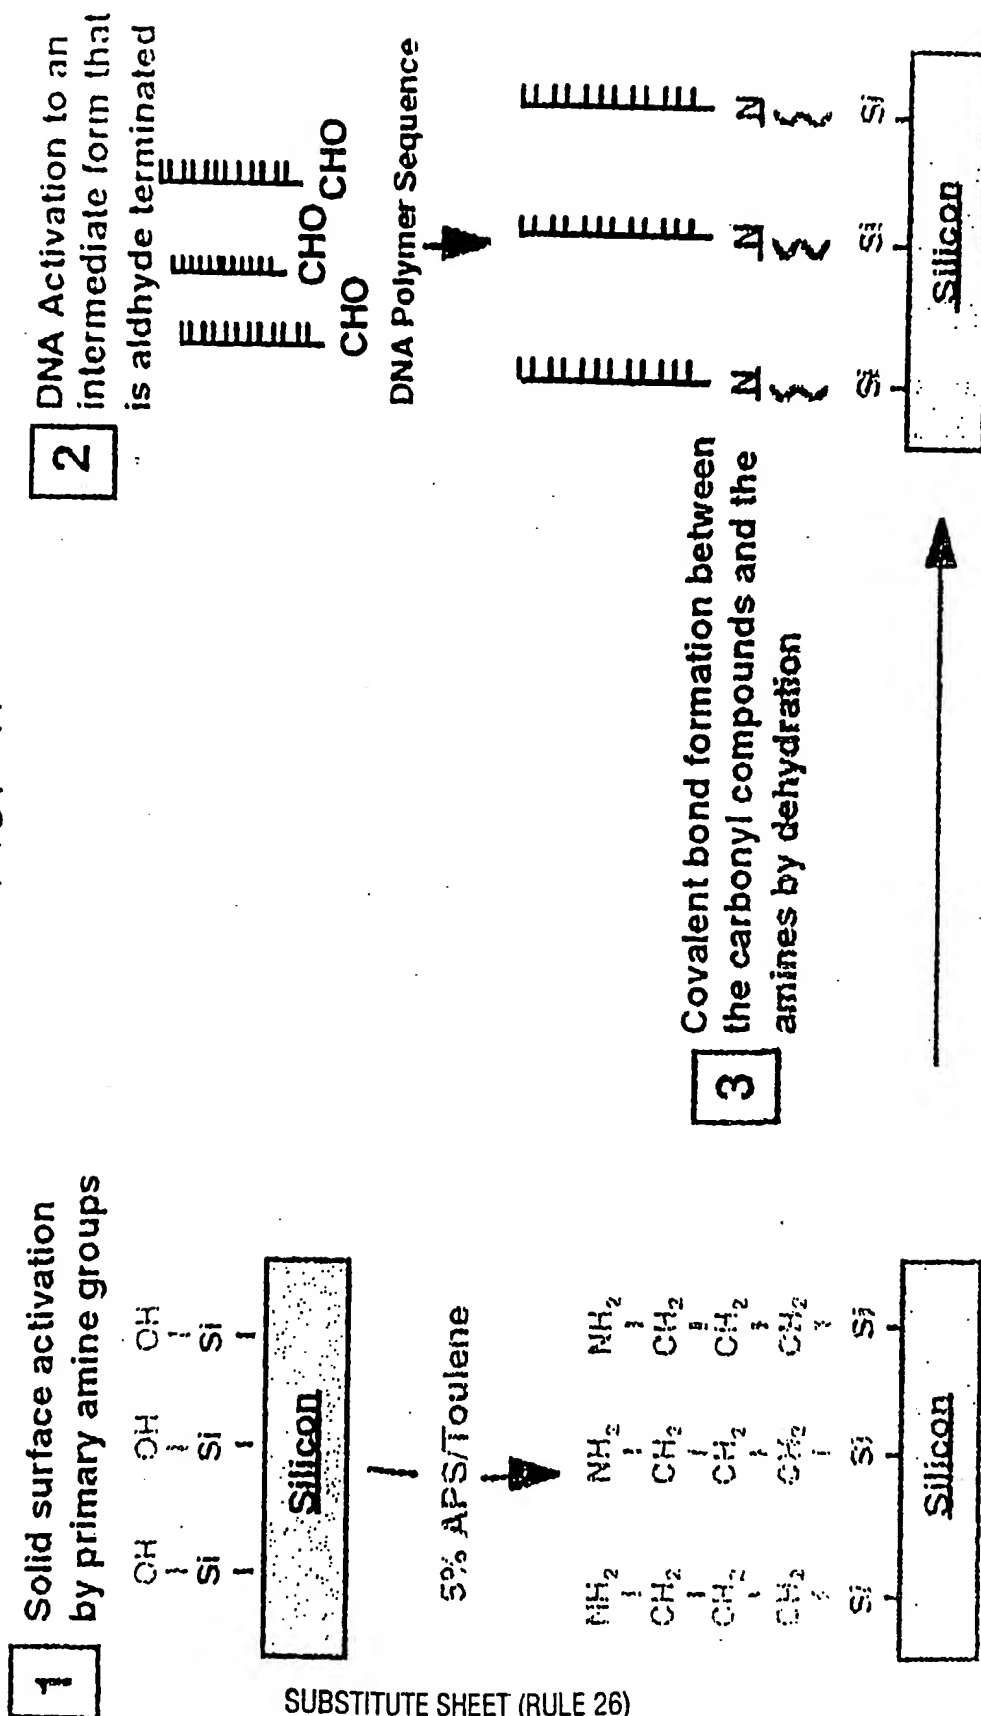 1
Solid surface activation
by primary amine groups
OH OH OH
Si Si Si
Silicon
5% APS/Toulene
NH2 NH2 NH2
CH2 CH2 CH2
CH2 CH2 CH2
CH2 CH2 CH2
Si Si Si
Silicon
2
DNA Activation to an
intermediate form that
is aldhyde terminated
CHO CHO CHO
DNA Polymer Sequence
3
Covalent bond formation between
the carbonyl compounds and the
amines by dehydration
N N N
Si Si Si
Silicon
SUBSTITUTE SHEET (RULE 26)